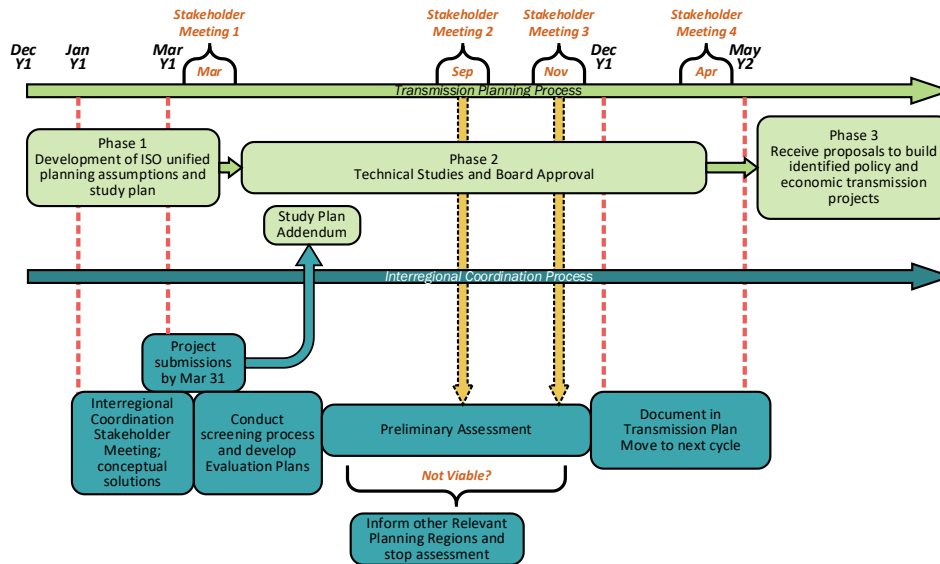 Stakeholder
Meeting 1
Stakeholder
Meeting 2
Stakeholder
Meeting 3
Stakeholder
Meeting 4
Dec
Y1
Jan
Y1
Mar
Y1
Mar
Sep
Nov
Dec
Y1
Apr
May
Y2
Transmission Planning Process
Phase 1
Development of ISO unified
planning assumptions and
study plan
Phase 2
Technical Studies and Board Approval
Phase 3
Receive proposals to build
identified policy and
economic transmission
projects
Study Plan
Addendum
Interregional Coordination Process
Project
submissions
by Mar 31
Interregional
Coordination
Stakeholder
Meeting;
conceptual
solutions
Conduct
screening process
and develop
Evaluation Plans
Preliminary Assessment
Document in
Transmission Plan
Move to next cycle
Not Viable?
Inform other Relevant
Planning Regions and
stop assessment